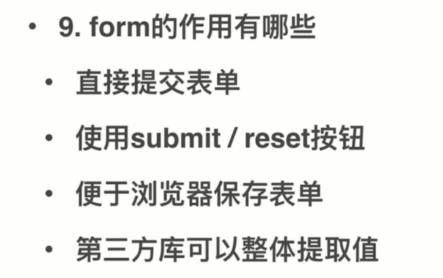 • 9. form的作用有哪些
• 直接提交表单
• 使用submit / reset按钮
• 便于浏览器保存表单
• 第三方库可以整体提取值